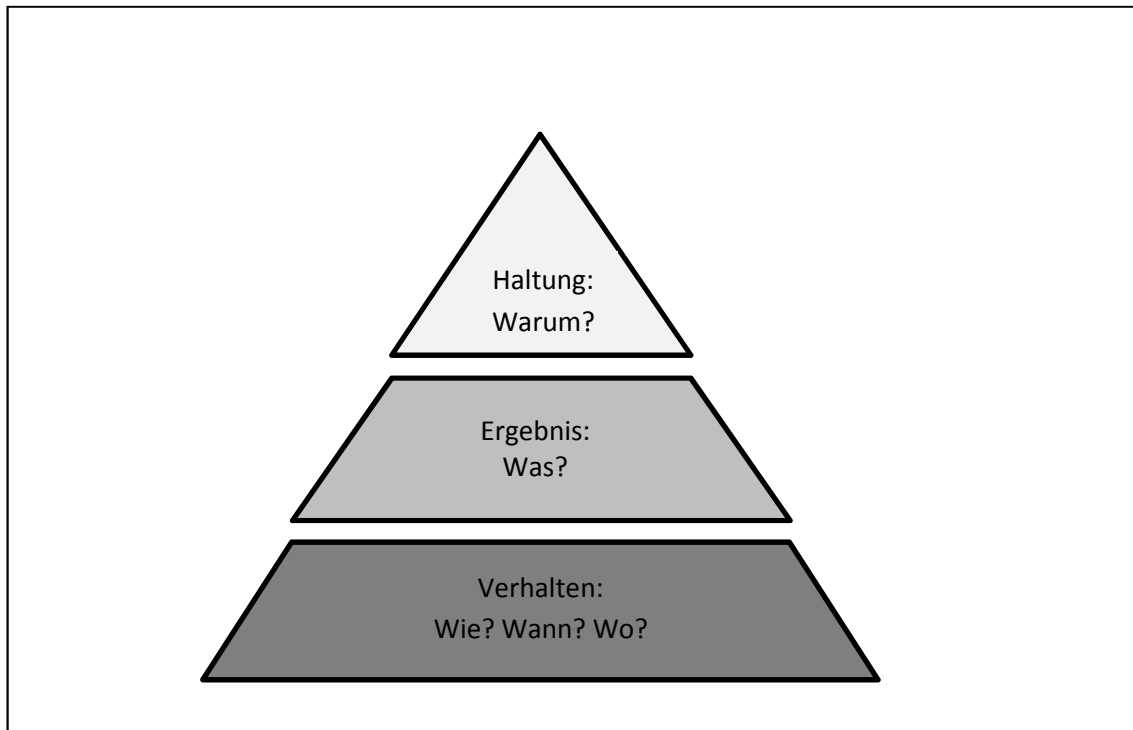 Haltung:
Warum?
Ergebnis:
Was?
Verhalten:
Wie? Wann? Wo?